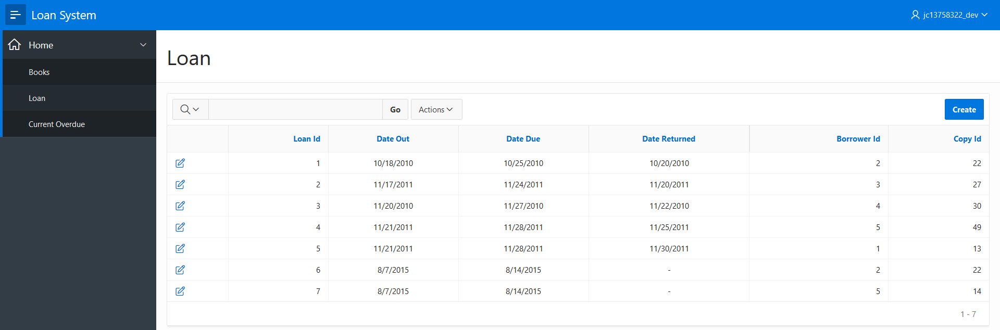 Loan System
jc13758322_dev
Home
Books
Loan
Current Overdue
Loan
Go Actions Create
Loan Id Date Out Date Due Date Returned Borrower Id Copy Id
1 10/18/2010 10/25/2010 10/20/2010 2 22
2 11/17/2011 11/24/2011 11/20/2011 3 27
3 11/20/2010 11/27/2010 11/22/2010 4 30
4 11/21/2011 11/28/2011 11/25/2011 5 49
5 11/21/2011 11/28/2011 11/30/2011 1 13
6 8/7/2015 8/14/2015 - 2 22
7 8/7/2015 8/14/2015 - 5 14
1 - 7